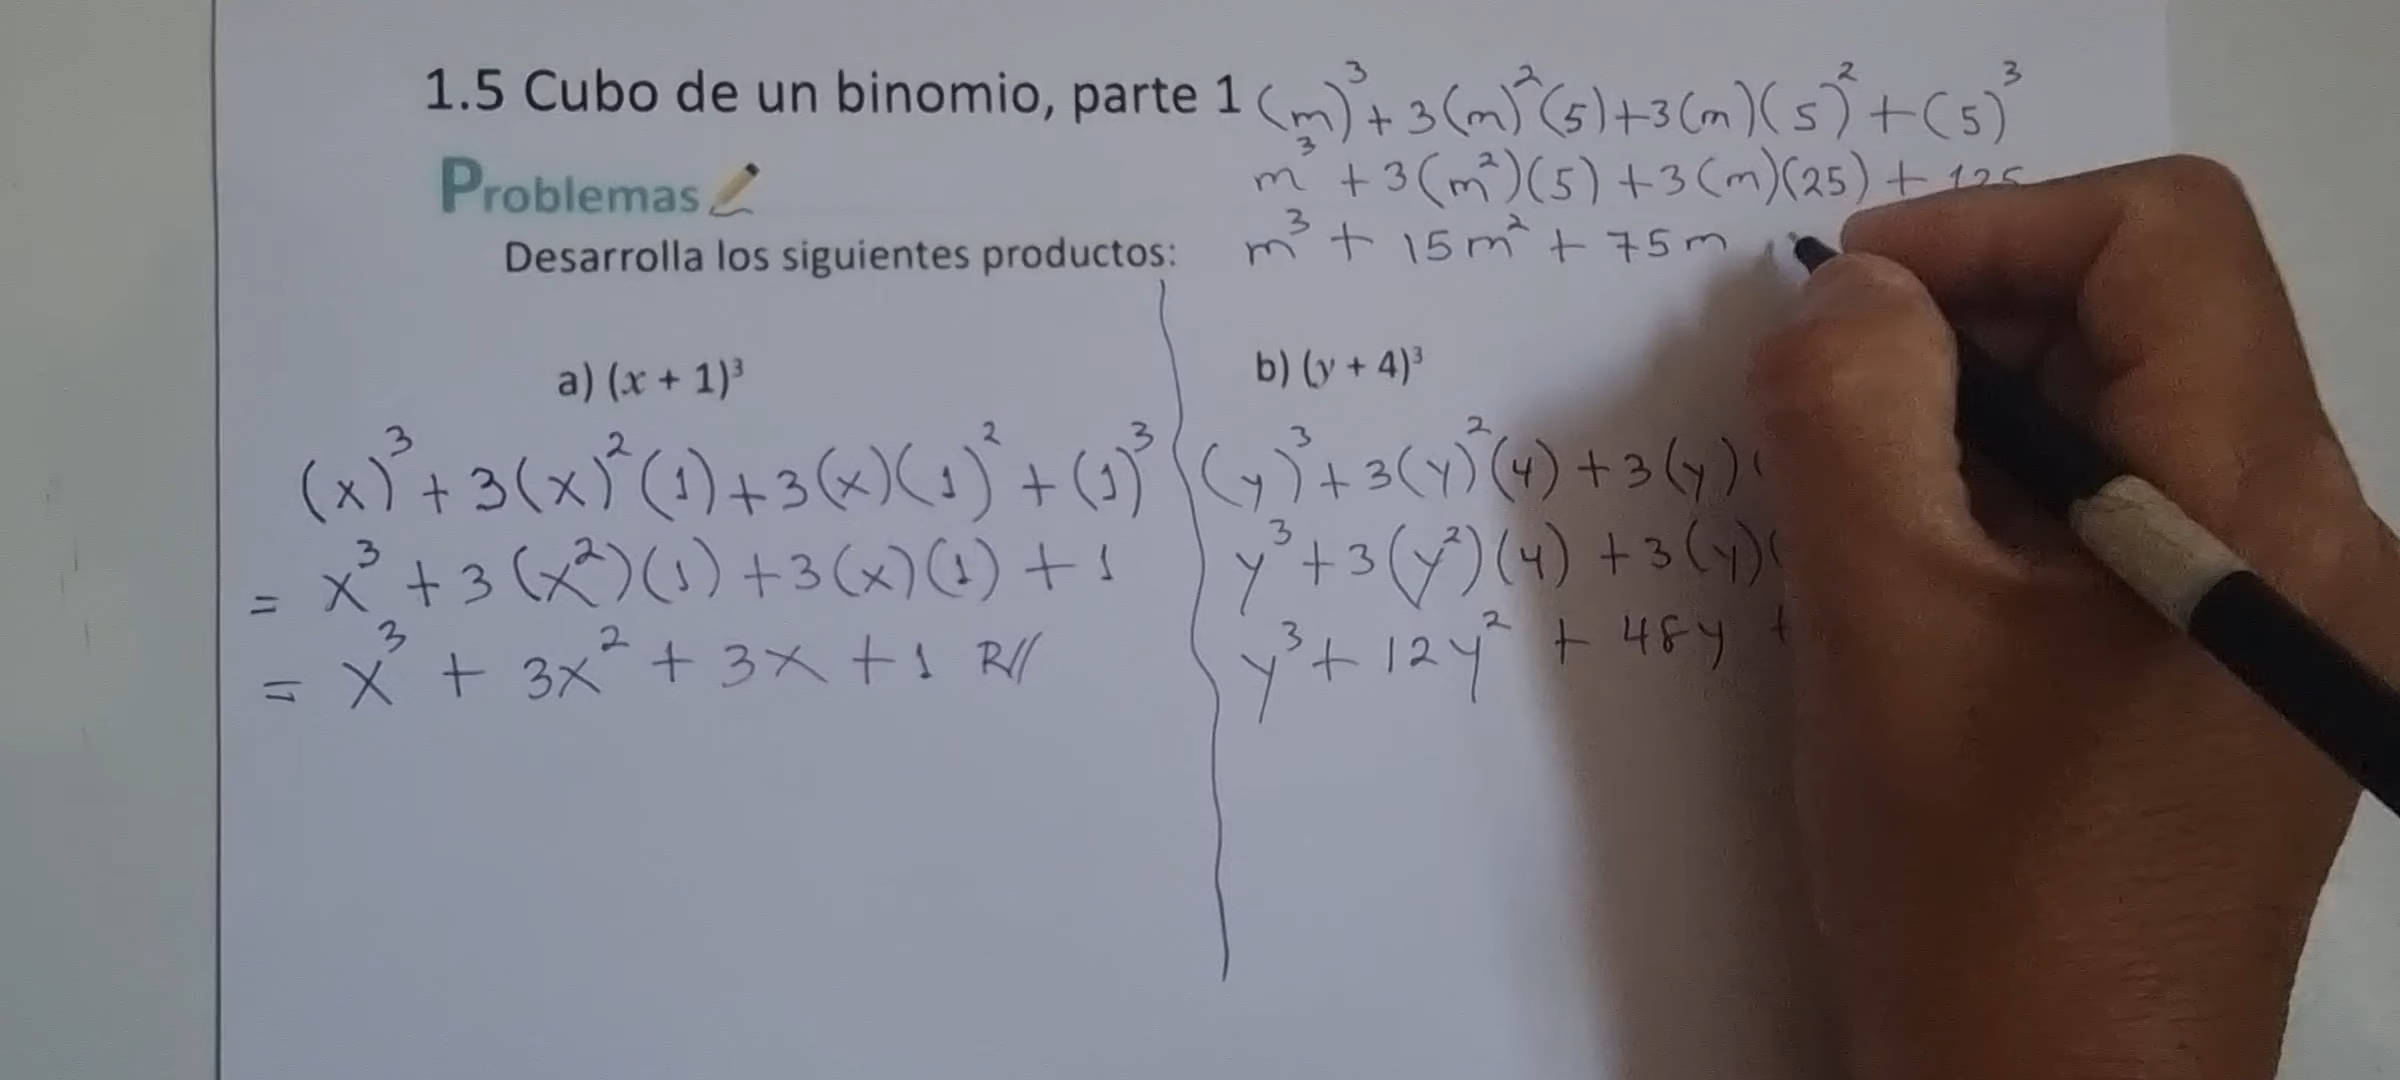 1.5 Cubo de un binomio, parte 1
(m)³ + 3(m)²(5) + 3(m)(5)² + (5)³
m³ + 3(m²)(5) + 3(m)(25) + 125
m³ + 15m² + 75m
Problemas
Desarrolla los siguientes productos:
a) (x + 1)³
(x)³ + 3(x)²(1) + 3(x)(1)² + (1)³
= x³ + 3(x²)(1) + 3(x)(1) + 1
= x³ + 3x² + 3x + 1 R//
b) (y + 4)³
(y)³ + 3(y)²(4) + 3(y)(
y³ + 3(y²)(4) + 3(y)(
y³ + 12y² + 48y +